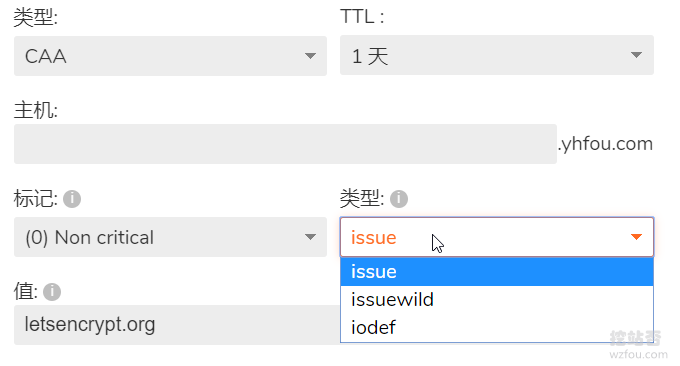 类型:
TTL :
CAA
1 天
主机:
.yhfou.com
标记:
类型:
(0) Non critical
issue
issue
issuewild
iodef
值:
letsencrypt.org
挖站否
wzfou.com